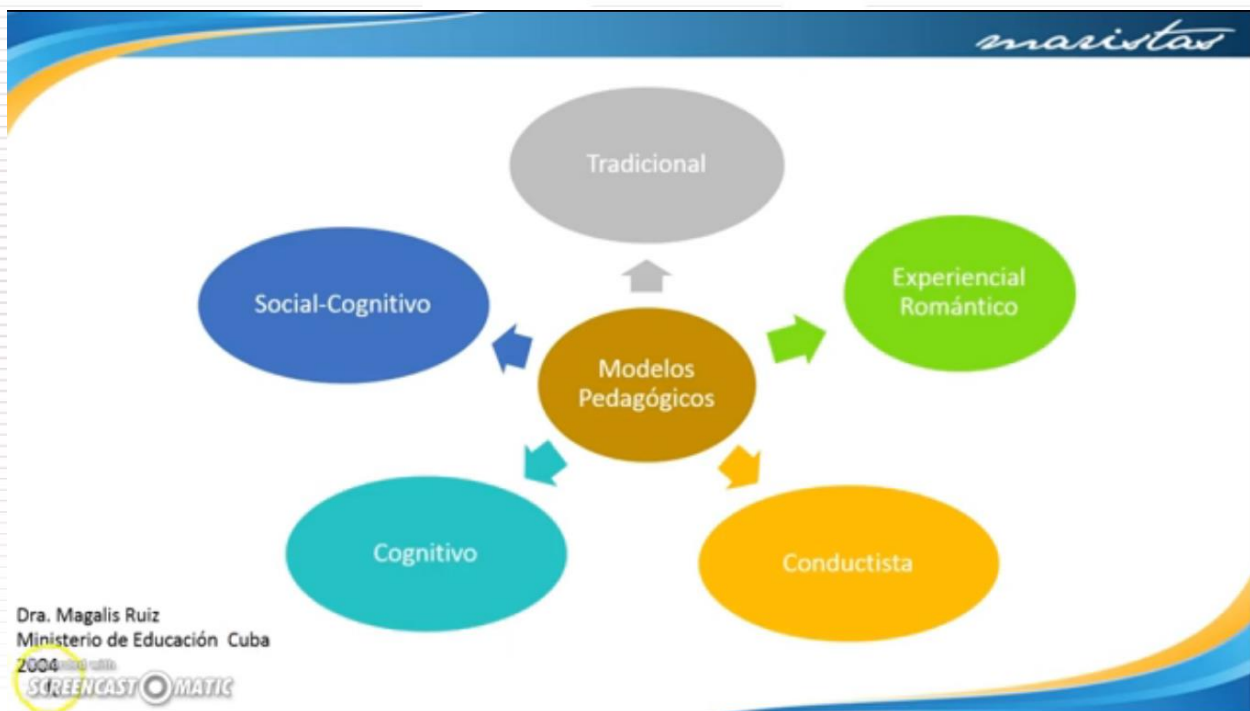 maristas
Tradicional
Experiencial
Romántico
Social-Cognitivo
Modelos
Pedagógicos
Cognitivo
Conductista
Dra. Magalis Ruiz
Ministerio de Educación Cuba
2004
SCREENCAST MATIC